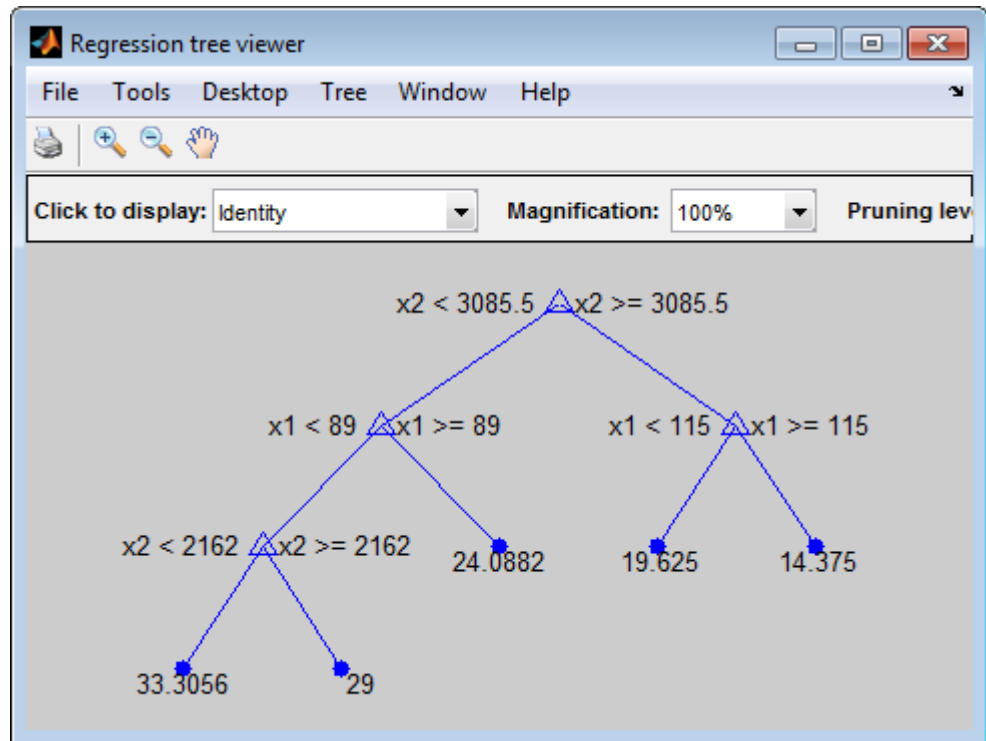 Regression tree viewer
File Tools Desktop Tree Window Help
Click to display: Identity Magnification: 100% Pruning lev
x2 < 3085.5 x2 >= 3085.5
x1 < 89 x1 >= 89 x1 < 115 x1 >= 115
x2 < 2162 x2 >= 2162 24.0882 19.625 14.375
33.3056 29